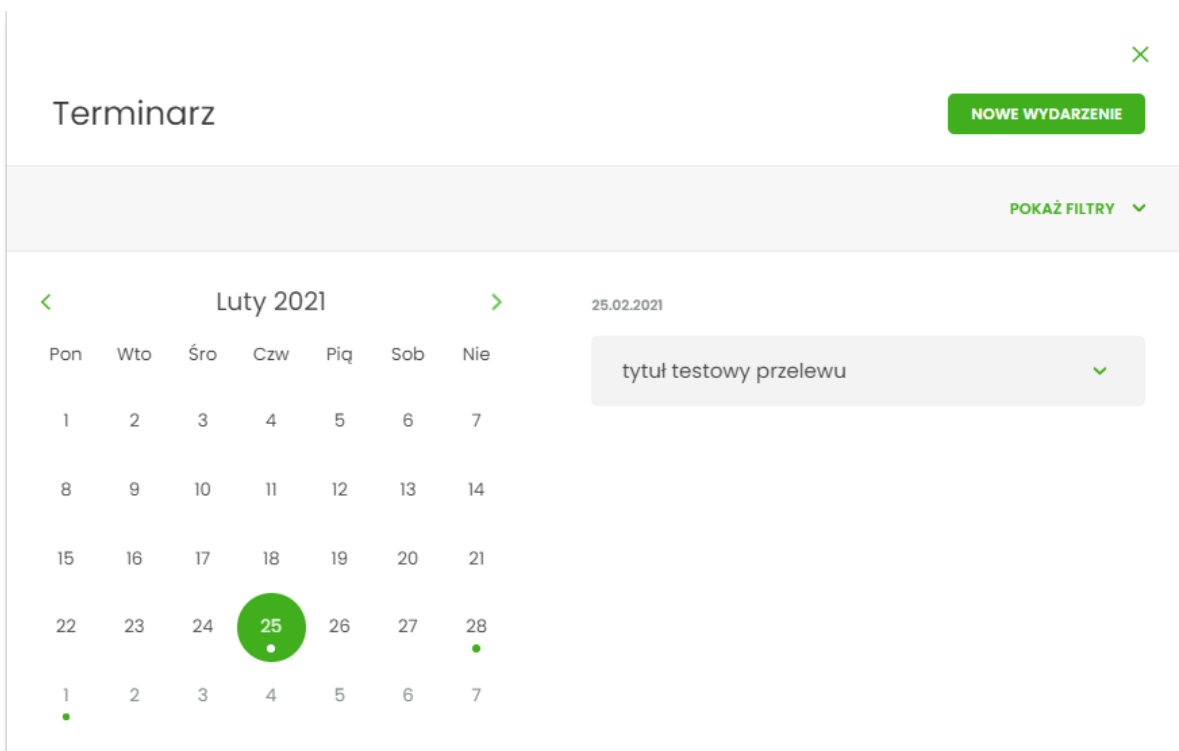 Terminarz
NOWE WYDARZENIE
POKAŻ FILTRY
Luty 2021
Pon Wto Śro Czw Pią Sob Nie
1 2 3 4 5 6 7
8 9 10 11 12 13 14
15 16 17 18 19 20 21
22 23 24 25 26 27 28
1 2 3 4 5 6 7
25.02.2021
tytuł testowy przelewu